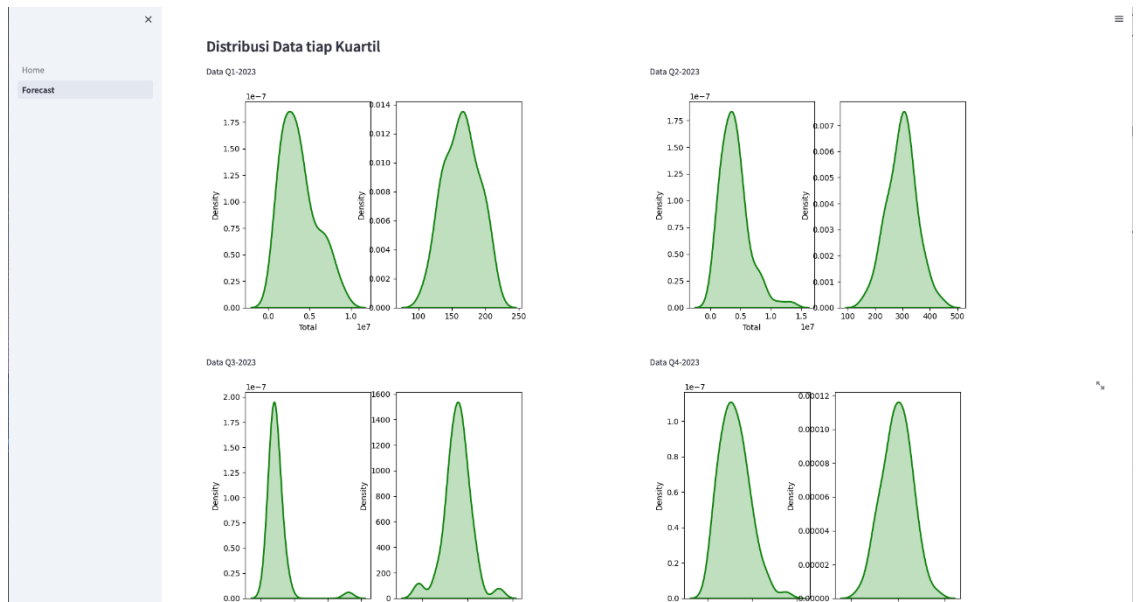 ×
≡
Home
Forecast
Distribusi Data tiap Kuartil
Data Q1-2023
1e−7
1.75
1.50
1.25
1.00
0.75
0.50
0.25
0.00
Density
0.0 0.5 1.0
Total
1e7
0.014
0.012
0.010
0.008
0.006
0.004
0.002
0.000
Density
100 150 200 250
Data Q2-2023
1e−7
1.75
1.50
1.25
1.00
0.75
0.50
0.25
0.00
Density
0.0 0.5 1.0 1.5
Total
1e7
0.007
0.006
0.005
0.004
0.003
0.002
0.001
0.000
Density
100 200 300 400 500
Data Q3-2023
1e−7
2.00
1.75
1.50
1.25
1.00
0.75
0.50
0.25
0.00
Density
1600
1400
1200
1000
800
600
400
200
0
Density
Data Q4-2023
1e−7
1.0
0.8
0.6
0.4
0.2
0.0
Density
0.00012
0.00010
0.00008
0.00006
0.00004
0.00002
0.00000
Density